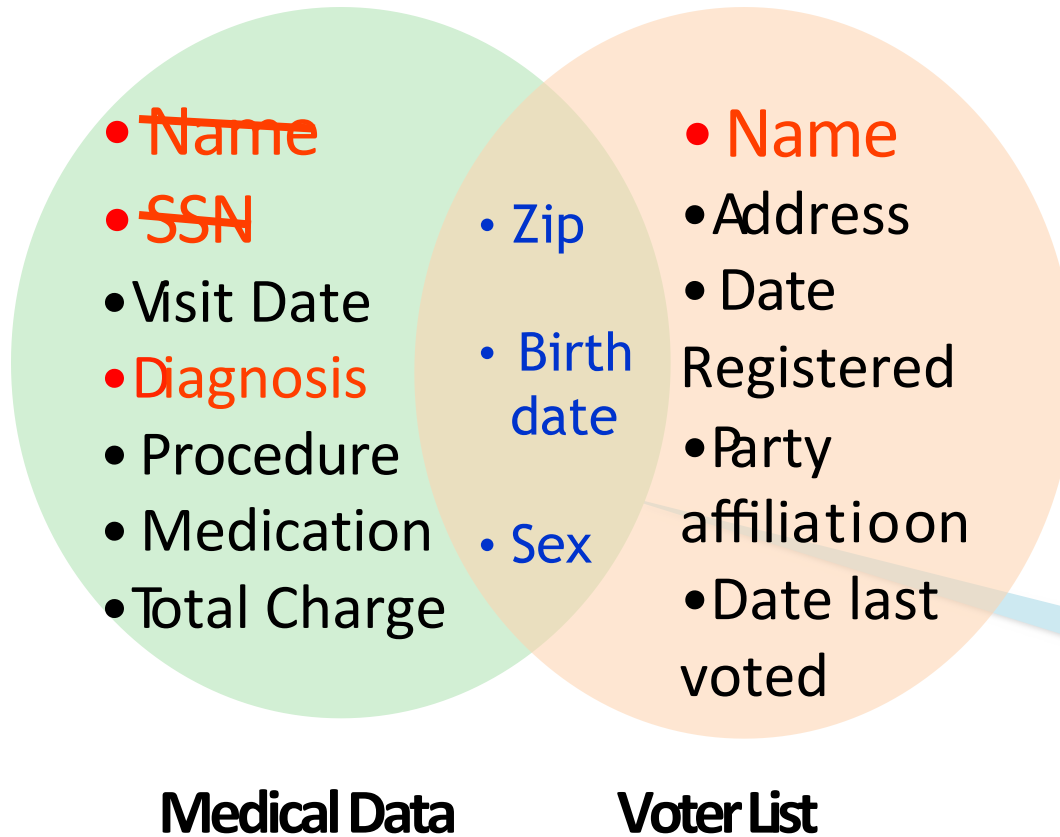 • Name
• SSN
• Visit Date
• Diagnosis
• Procedure
• Medication
• Total Charge
• Zip
• Birth
date
• Sex
• Name
• Address
• Date
Registered
• Party
affiliatioon
• Date last
voted
Medical Data
Voter List